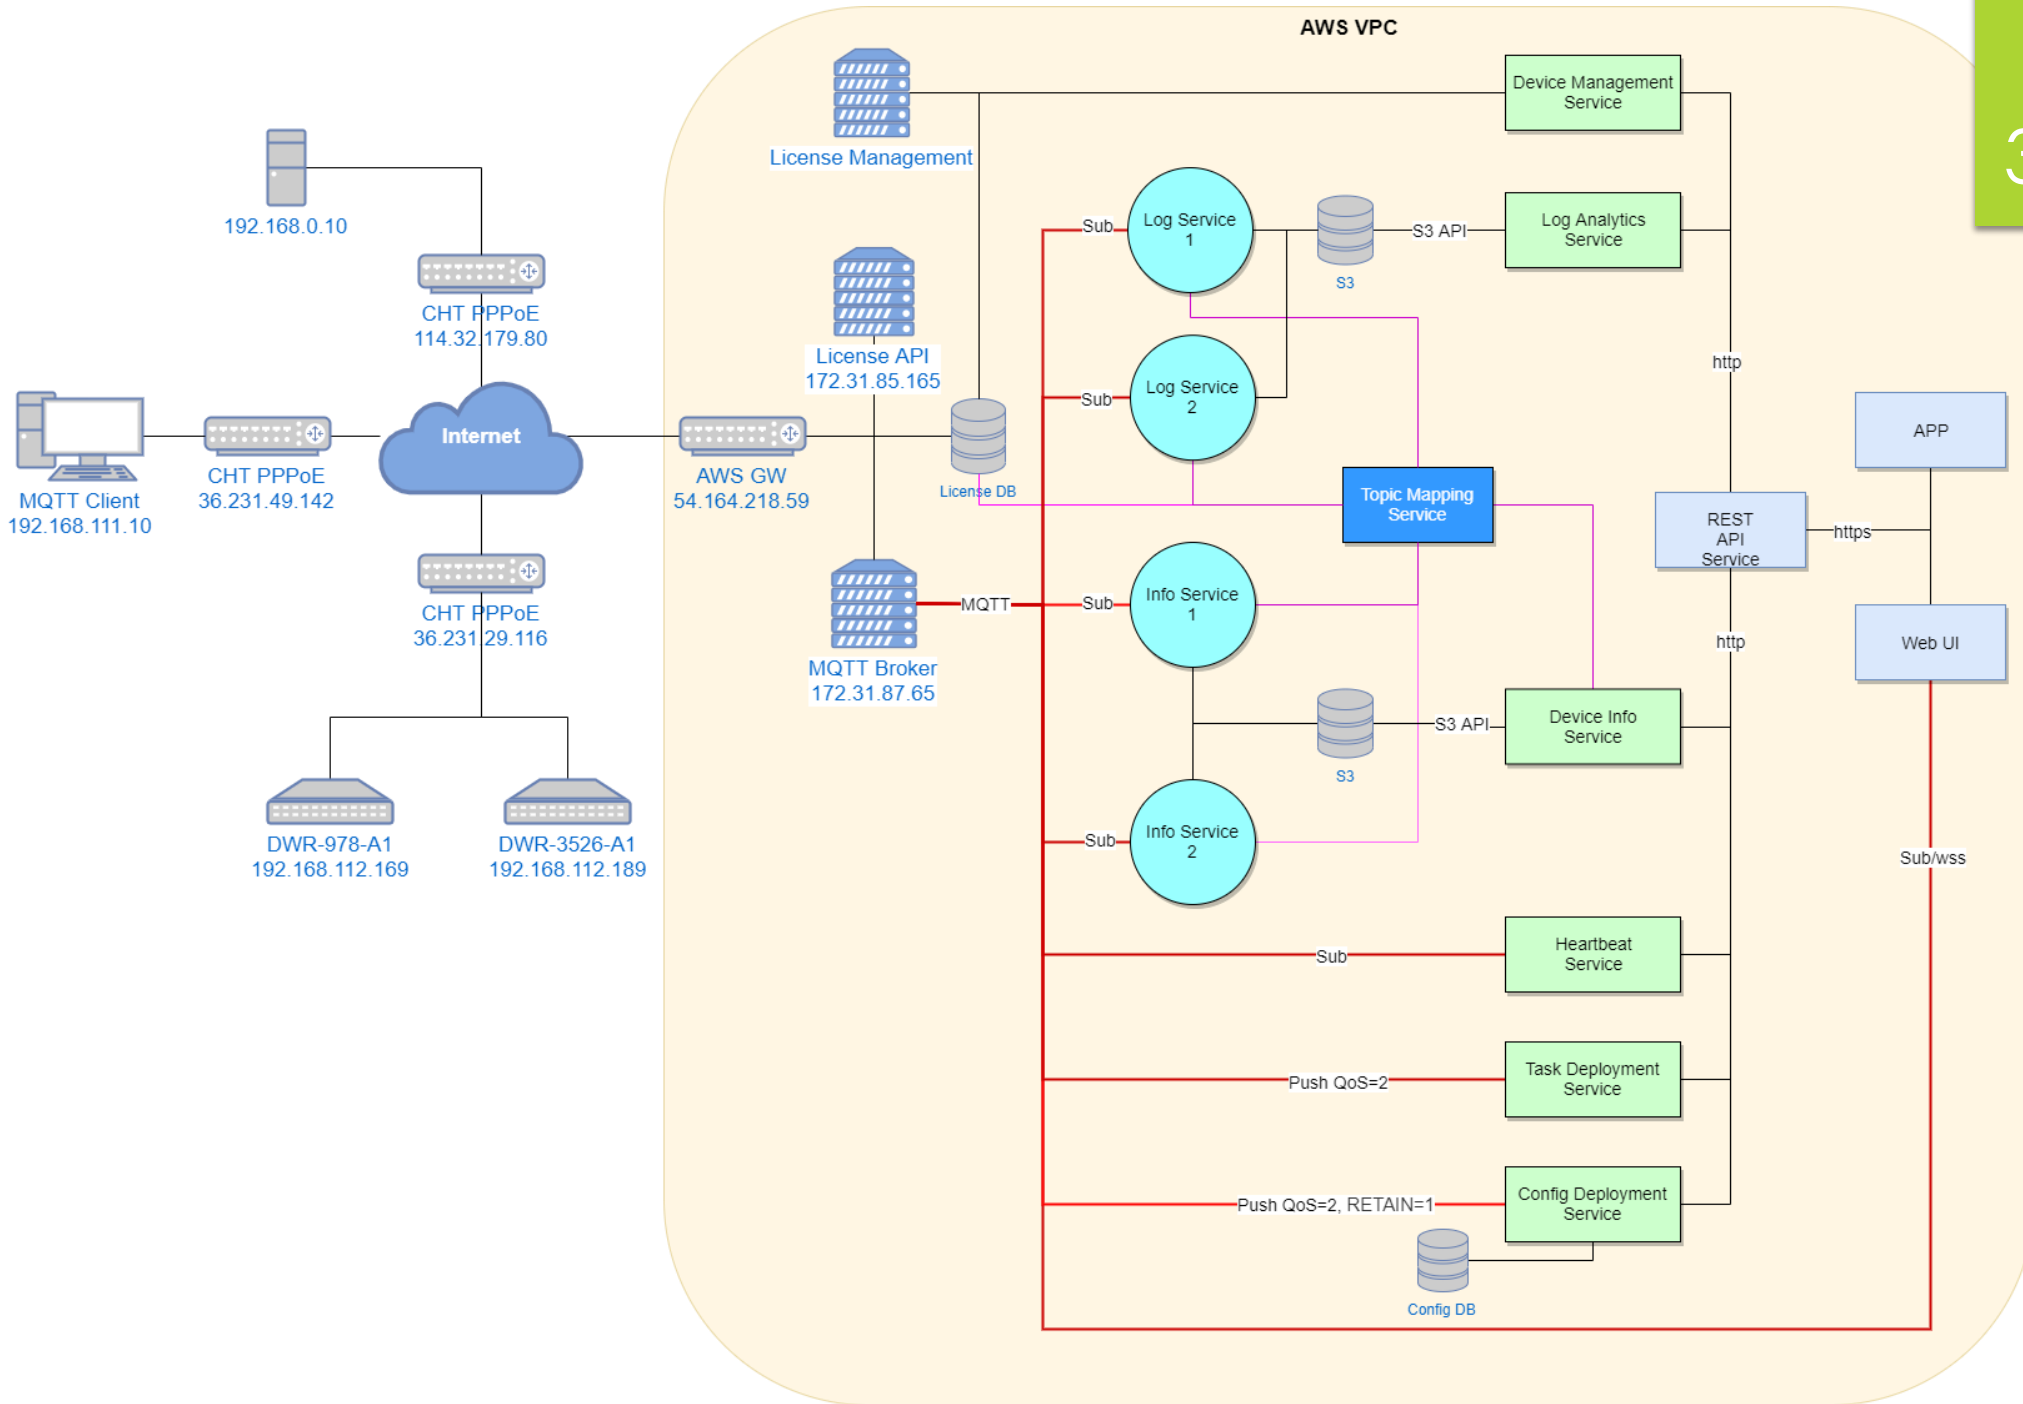 AWS VPC
3
License Management
Device Management
Service
192.168.0.10
Sub
Log Service
1
S3
S3 API
Log Analytics
Service
CHT PPPoE
114.32.179.80
License API
172.31.85.165
http
Sub
Log Service
2
MQTT Client
192.168.111.10
CHT PPPoE
36.231.49.142
Internet
AWS GW
54.164.218.59
License DB
Topic Mapping
Service
REST
API
Service
https
APP
CHT PPPoE
36.231.29.116
MQTT Broker
172.31.87.65
MQTT
Sub
Info Service
1
http
Web UI
S3
S3 API
Device Info
Service
DWR-978-A1
192.168.112.169
DWR-3526-A1
192.168.112.189
Sub
Info Service
2
Sub/wss
Sub
Heartbeat
Service
Push QoS=2
Task Deployment
Service
Push QoS=2, RETAIN=1
Config Deployment
Service
Config DB